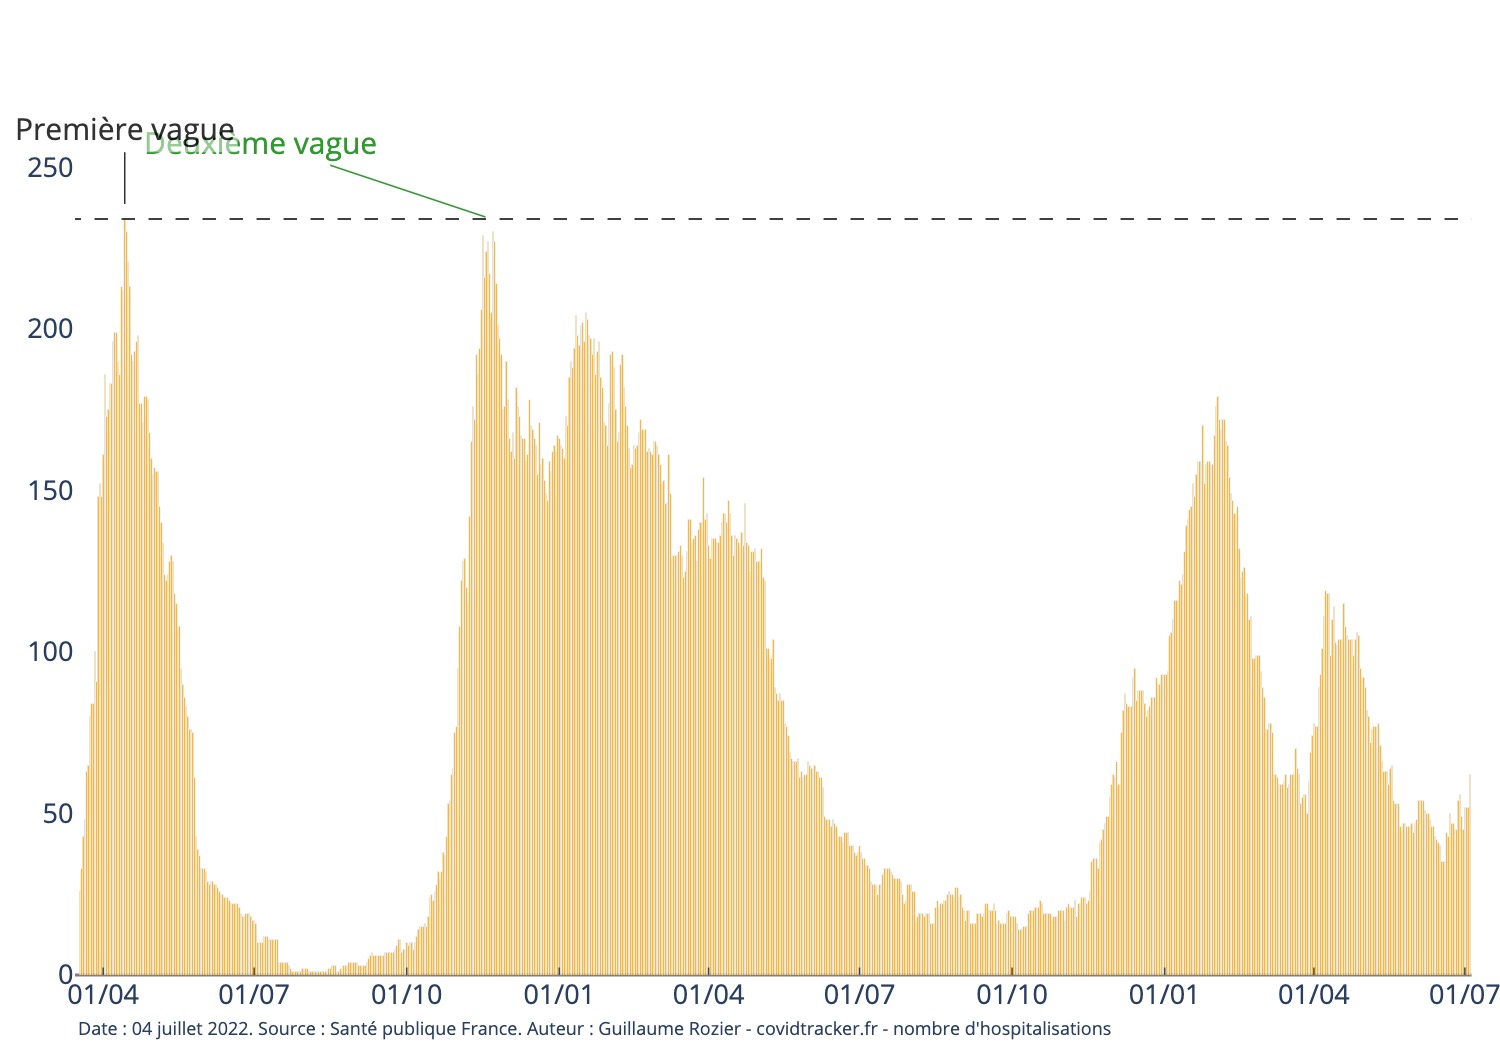 Première vague
Deuxième vague
250
200
150
100
50
0
01/04 01/07 01/10 01/01 01/04 01/07 01/10 01/01 01/04 01/07
Date : 04 juillet 2022. Source : Santé publique France. Auteur : Guillaume Rozier - covidtracker.fr - nombre d'hospitalisations